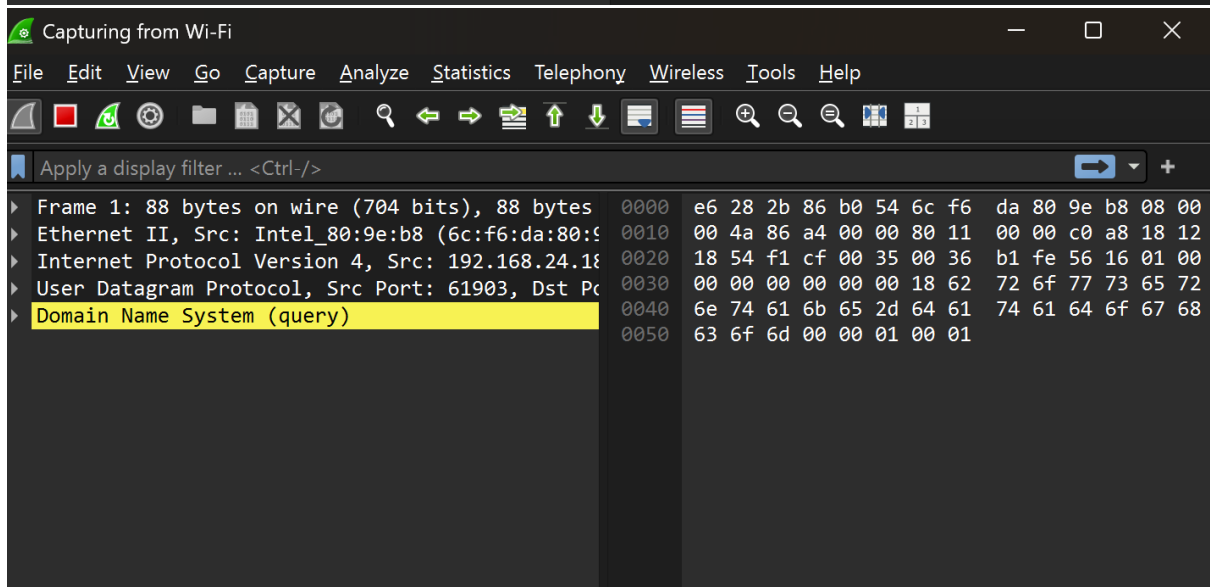 Capturing from Wi-Fi
File Edit View Go Capture Analyze Statistics Telephony Wireless Tools Help
Apply a display filter ... <Ctrl-/>
Frame 1: 88 bytes on wire (704 bits), 88 bytes
Ethernet II, Src: Intel_80:9e:b8 (6c:f6:da:80:9
Internet Protocol Version 4, Src: 192.168.24.18
User Datagram Protocol, Src Port: 61903, Dst Po
Domain Name System (query)
0000 e6 28 2b 86 b0 54 6c f6 da 80 9e b8 08 00
0010 00 4a 86 a4 00 00 80 11 00 00 c0 a8 18 12
0020 18 54 f1 cf 00 35 00 36 b1 fe 56 16 01 00
0030 00 00 00 00 00 00 18 62 72 6f 77 73 65 72
0040 6e 74 61 6b 65 2d 64 61 74 61 64 6f 67 68
0050 63 6f 6d 00 00 01 00 01